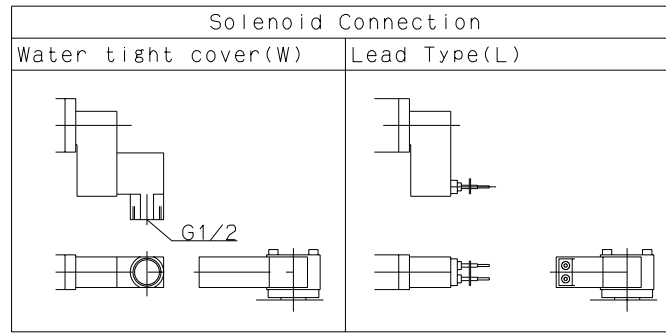 Solenoid Connection
Water tight cover(W)
Lead Type(L)
G1/2